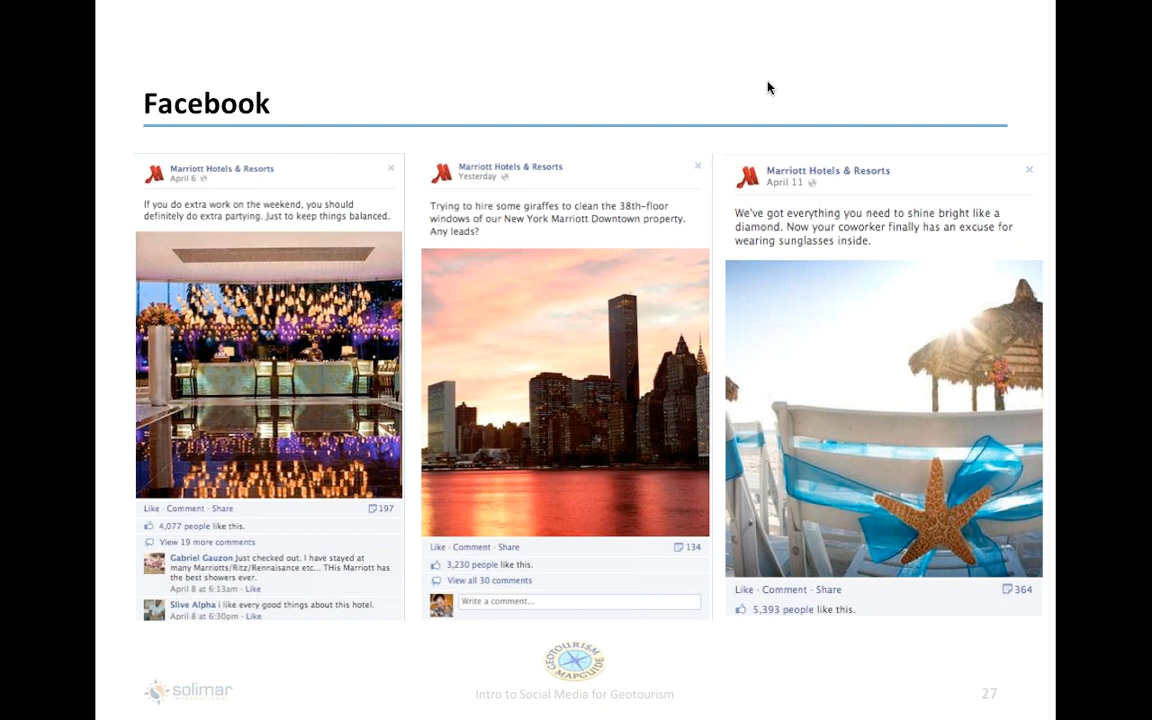 Facebook
Marriott Hotels & Resorts
April 6
If you do extra work on the weekend, you should
definitely do extra partying. Just to keep things balanced.
Like · Comment · Share
197
4,077 people like this.
View 19 more comments
Gabriel Gauzon Just checked out. I have stayed at
many Marriotts/Ritz/Rennaisance etc... THis Marriott has
the best showers ever.
April 8 at 6:13am · Like
Slive Alpha i like every good things about this hotel.
April 8 at 6:30pm · Like
Marriott Hotels & Resorts
Yesterday
Trying to hire some giraffes to clean the 38th-floor
windows of our New York Marriott Downtown property.
Any leads?
Like · Comment · Share
134
3,230 people like this.
View all 30 comments
Write a comment...
Marriott Hotels & Resorts
April 11
We've got everything you need to shine bright like a
diamond. Now your coworker finally has an excuse for
wearing sunglasses inside.
Like · Comment · Share
364
5,393 people like this.
GEOTOURISM
MAPGUIDE
solimar
INTERNATIONAL
Intro to Social Media for Geotourism
27